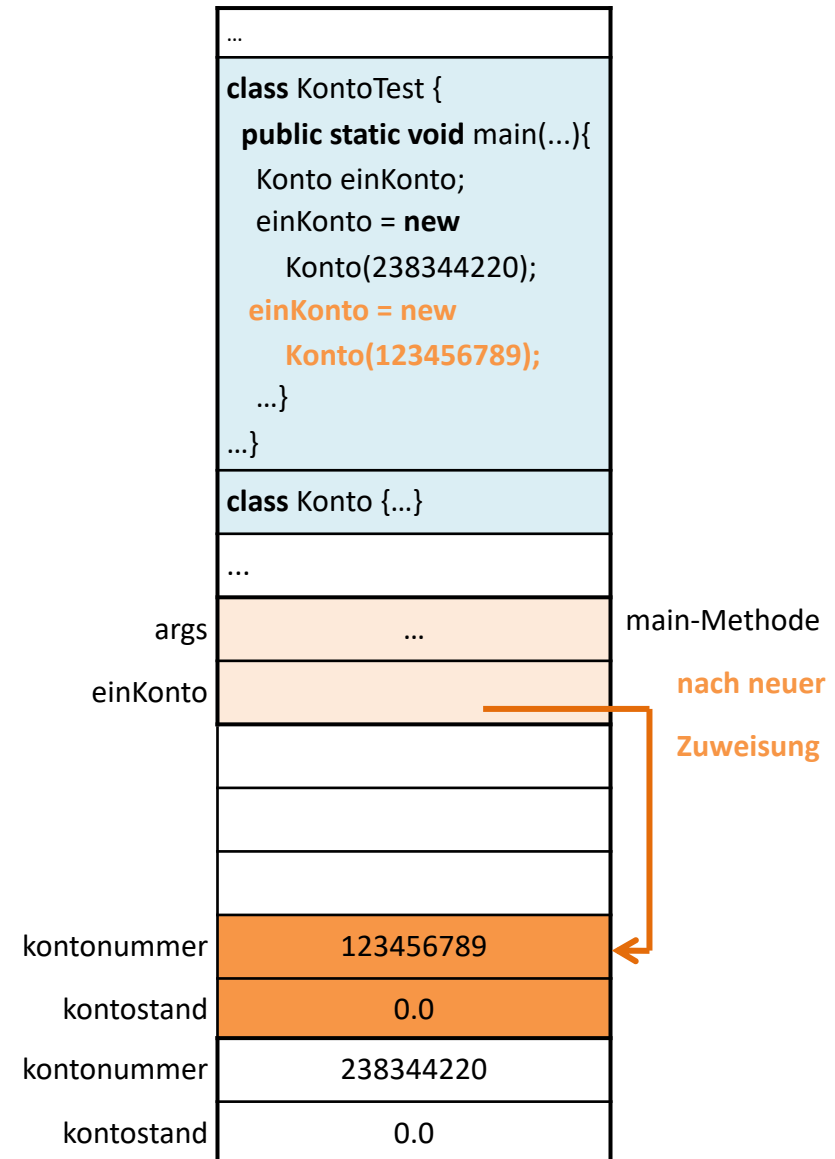 …
class KontoTest {
public static void main(...){
Konto einKonto;
einKonto = new
Konto(238344220);
einKonto = new
Konto(123456789);
…}
…}
class Konto {…}
...
args
…
main-Methode
einKonto
nach neuer
Zuweisung
kontonummer
123456789
kontostand
0.0
kontonummer
238344220
kontostand
0.0